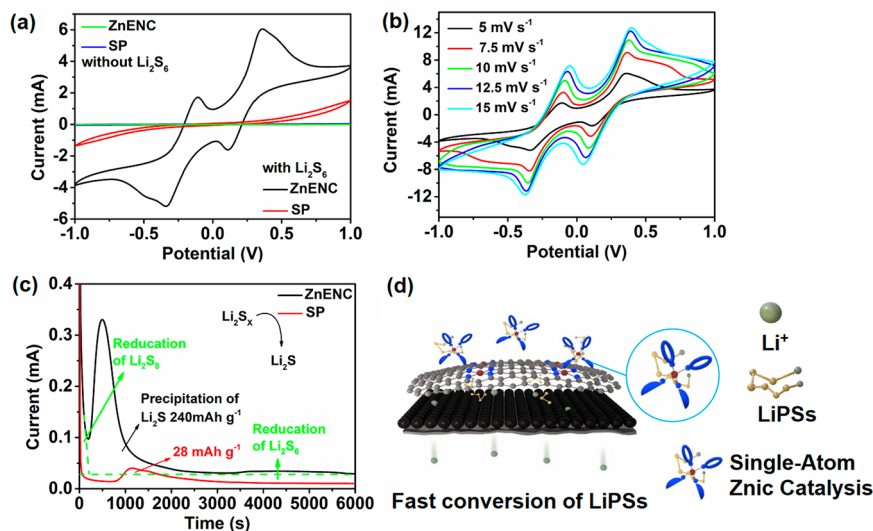 (a)
ZnENC
SP
without Li₂S₆
with Li₂S₆
ZnENC
SP
Current (mA)
6
4
2
0
-2
-4
-6
-1.0
-0.5
0.0
0.5
1.0
Potential (V)
(b)
5 mV s⁻¹
7.5 mV s⁻¹
10 mV s⁻¹
12.5 mV s⁻¹
15 mV s⁻¹
Current (mA)
12
8
4
0
-4
-8
-12
-1.0
-0.5
0.0
0.5
1.0
Potential (V)
(c)
ZnENC
SP
Li₂Sₓ
Li₂S
Reducation
of Li₂S₈
Precipitation of
Li₂S 240mAh g⁻¹
28 mAh g⁻¹
Reducation
of Li₂S₆
Current (mA)
0.4
0.3
0.2
0.1
0.0
0
1000
2000
3000
4000
5000
6000
Time (s)
(d)
Li⁺
LiPSs
Single-Atom
Znic Catalysis
Fast conversion of LiPSs